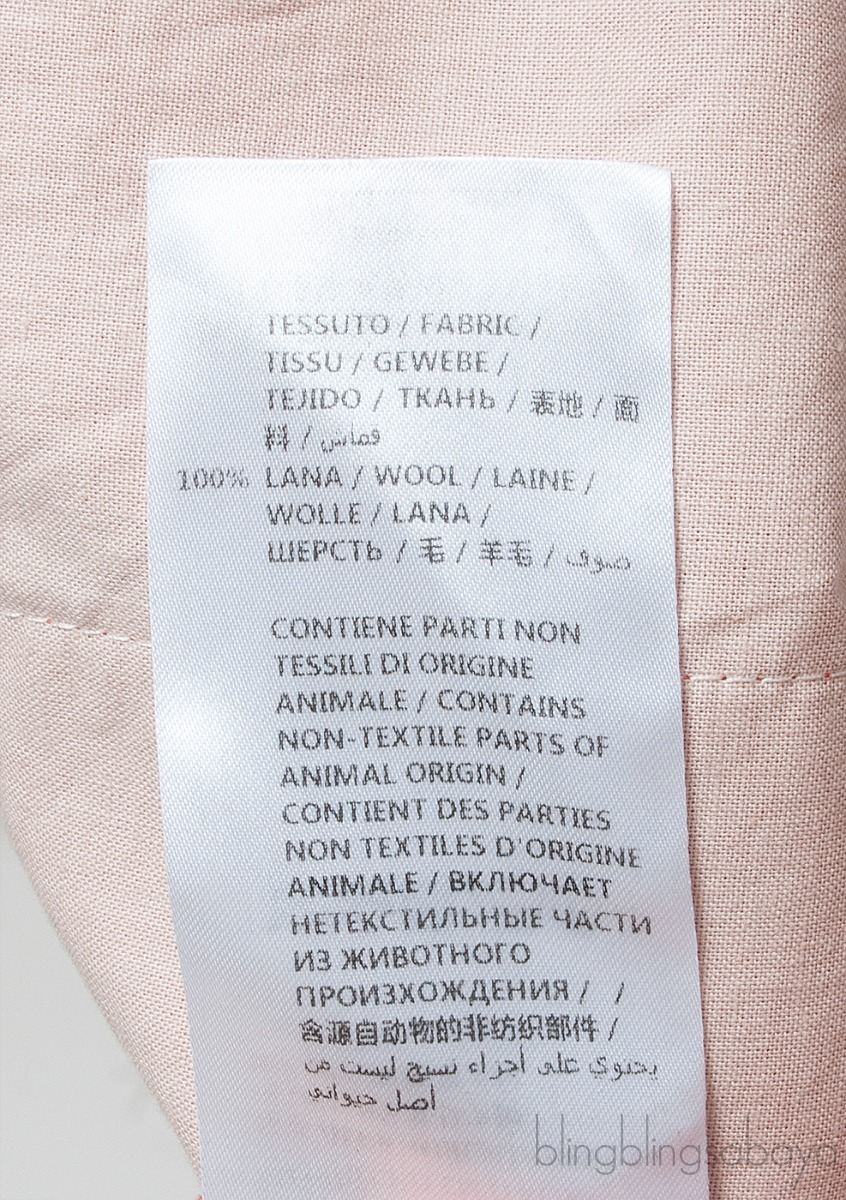 TESSUTO / FABRIC /
TISSU / GEWEBE /
TEJIDO / ТКАНЬ / 表地 / 面
料 / قماش
100% LANA / WOOL / LAINE /
WOLLE / LANA /
ШЕРСТЬ / 毛 / 羊毛 / صوف
CONTIENE PARTI NON
TESSILI DI ORIGINE
ANIMALE / CONTAINS
NON-TEXTILE PARTS OF
ANIMAL ORIGIN /
CONTIENT DES PARTIES
NON TEXTILES D'ORIGINE
ANIMALE / ВКЛЮЧАЕТ
НЕТЕКСТИЛЬНЫЕ ЧАСТИ
ИЗ ЖИВОТНОГО
ПРОИЗХОЖДЕНИЯ / /
含源自动物的非纺织部件 /
يحتوي على أجزاء نسيج ليست من
أصل حيواني
blingblingsabaya